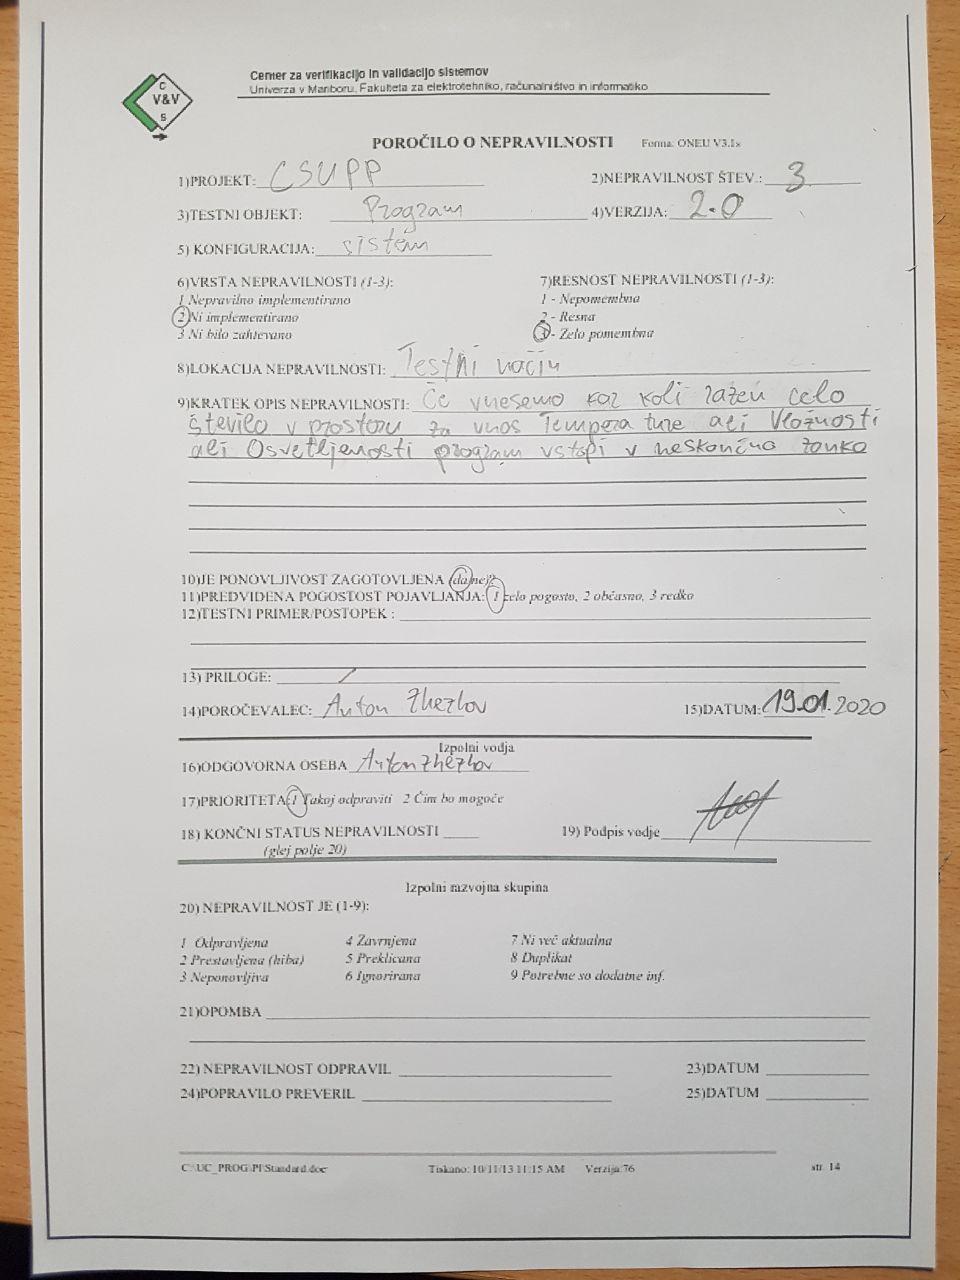 C
V&V
S
Center za verifikacijo in validacijo sistemov
Univerza v Mariboru, Fakulteta za elektrotehniko, računalništvo in informatiko
POROČILO O NEPRAVILNOSTI Forma: ONEU V3.1s
1)PROJEKT: CSUPP 2)NEPRAVILNOST ŠTEV.: 3
3)TESTNI OBJEKT: Program 4)VERZIJA: 2.0
5) KONFIGURACIJA: sistem
6)VRSTA NEPRAVILNOSTI (1-3): 7)RESNOST NEPRAVILNOSTI (1-3):
1 Nepravilno implementirano 1 - Nepomembna
2 Ni implementirano 2 - Resna
3 Ni bilo zahtevano 3 - Zelo pomembna
8)LOKACIJA NEPRAVILNOSTI: Testni način
9)KRATEK OPIS NEPRAVILNOSTI: Če vnesemo kar koli razen celo
število v prostoru za vnos Temperature ali Vlažnosti
ali Osvetljenosti program vstopi v neskončno zanko
10)JE PONOVLJIVOST ZAGOTOVLJENA (da/ne)?
11)PREDVIDENA POGOSTOST POJAVLJANJA: 1 zelo pogosto, 2 občasno, 3 redko
12)TESTNI PRIMER/POSTOPEK :
13) PRILOGE: /
14)POROČEVALEC: Anton Zhezhov 15)DATUM: 19.01.2020
Izpolni vodja
16)ODGOVORNA OSEBA Anton Zhezhov
17)PRIORITETA: 1 Takoj odpraviti 2 Čim bo mogoče
18) KONČNI STATUS NEPRAVILNOSTI 19) Podpis vodje
(glej polje 20)
Izpolni razvojna skupina
20) NEPRAVILNOST JE (1-9):
1 Odpravljena 4 Zavrnjena 7 Ni več aktualna
2 Prestavljena (hiba) 5 Preklicana 8 Duplikat
3 Neponovljiva 6 Ignorirana 9 Potrebne so dodatne inf.
21)OPOMBA
22) NEPRAVILNOST ODPRAVIL 23)DATUM
24)POPRAVILO PREVERIL 25)DATUM
C:\UC_PROG\PI\Standard.doc Tiskano: 10/11/13 11:15 AM Verzija:76 str. 14